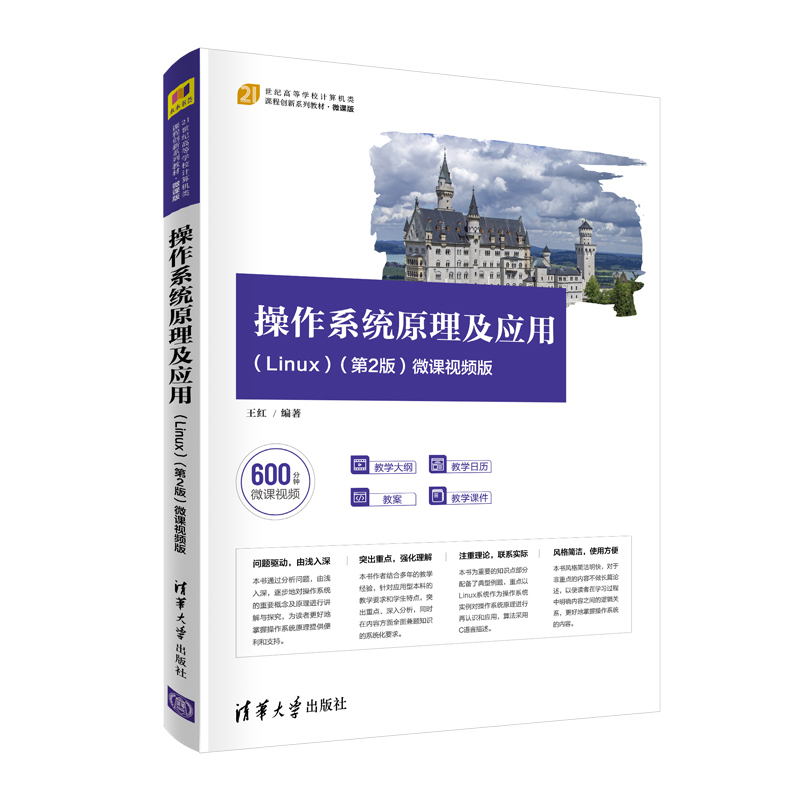 21
世纪高等学校计算机类
课程创新系列教材·微课版
操作系统原理及应用
（Linux）（第2版）微课视频版
王红 / 编著
600分钟
微课视频
教学大纲
教学日历
教案
教学课件
问题驱动，由浅入深
本书通过分析问题，由浅
入深，逐步地对操作系统
的重要概念及原理进行讲
解与探究，为读者更好地
掌握操作系统原理提供便
利和支持。
突出重点，强化理解
本书作者结合多年的教学
经验，针对应用型本科的
教学要求和学生特点，突
出重点，深入分析，同时
在内容方面全面兼顾知识
的系统化要求。
注重理论，联系实际
本书为重要的知识点部分
配备了典型例题，重点以
Linux系统作为操作系统
实例对操作系统原理进行
再认识和应用，算法采用
C语言描述。
风格简洁，使用方便
本书风格简洁明快，对于
非重点的内容不做长篇论
述，以便读者在学习过程
中明确内容之间的逻辑关
系，更好地掌握操作系统
的内容。
清华大学出版社
21世纪高等学校计算机类
课程创新系列教材·微课版
操作系统原理及应用
（Linux）（第2版）微课视频版
清华大学出版社